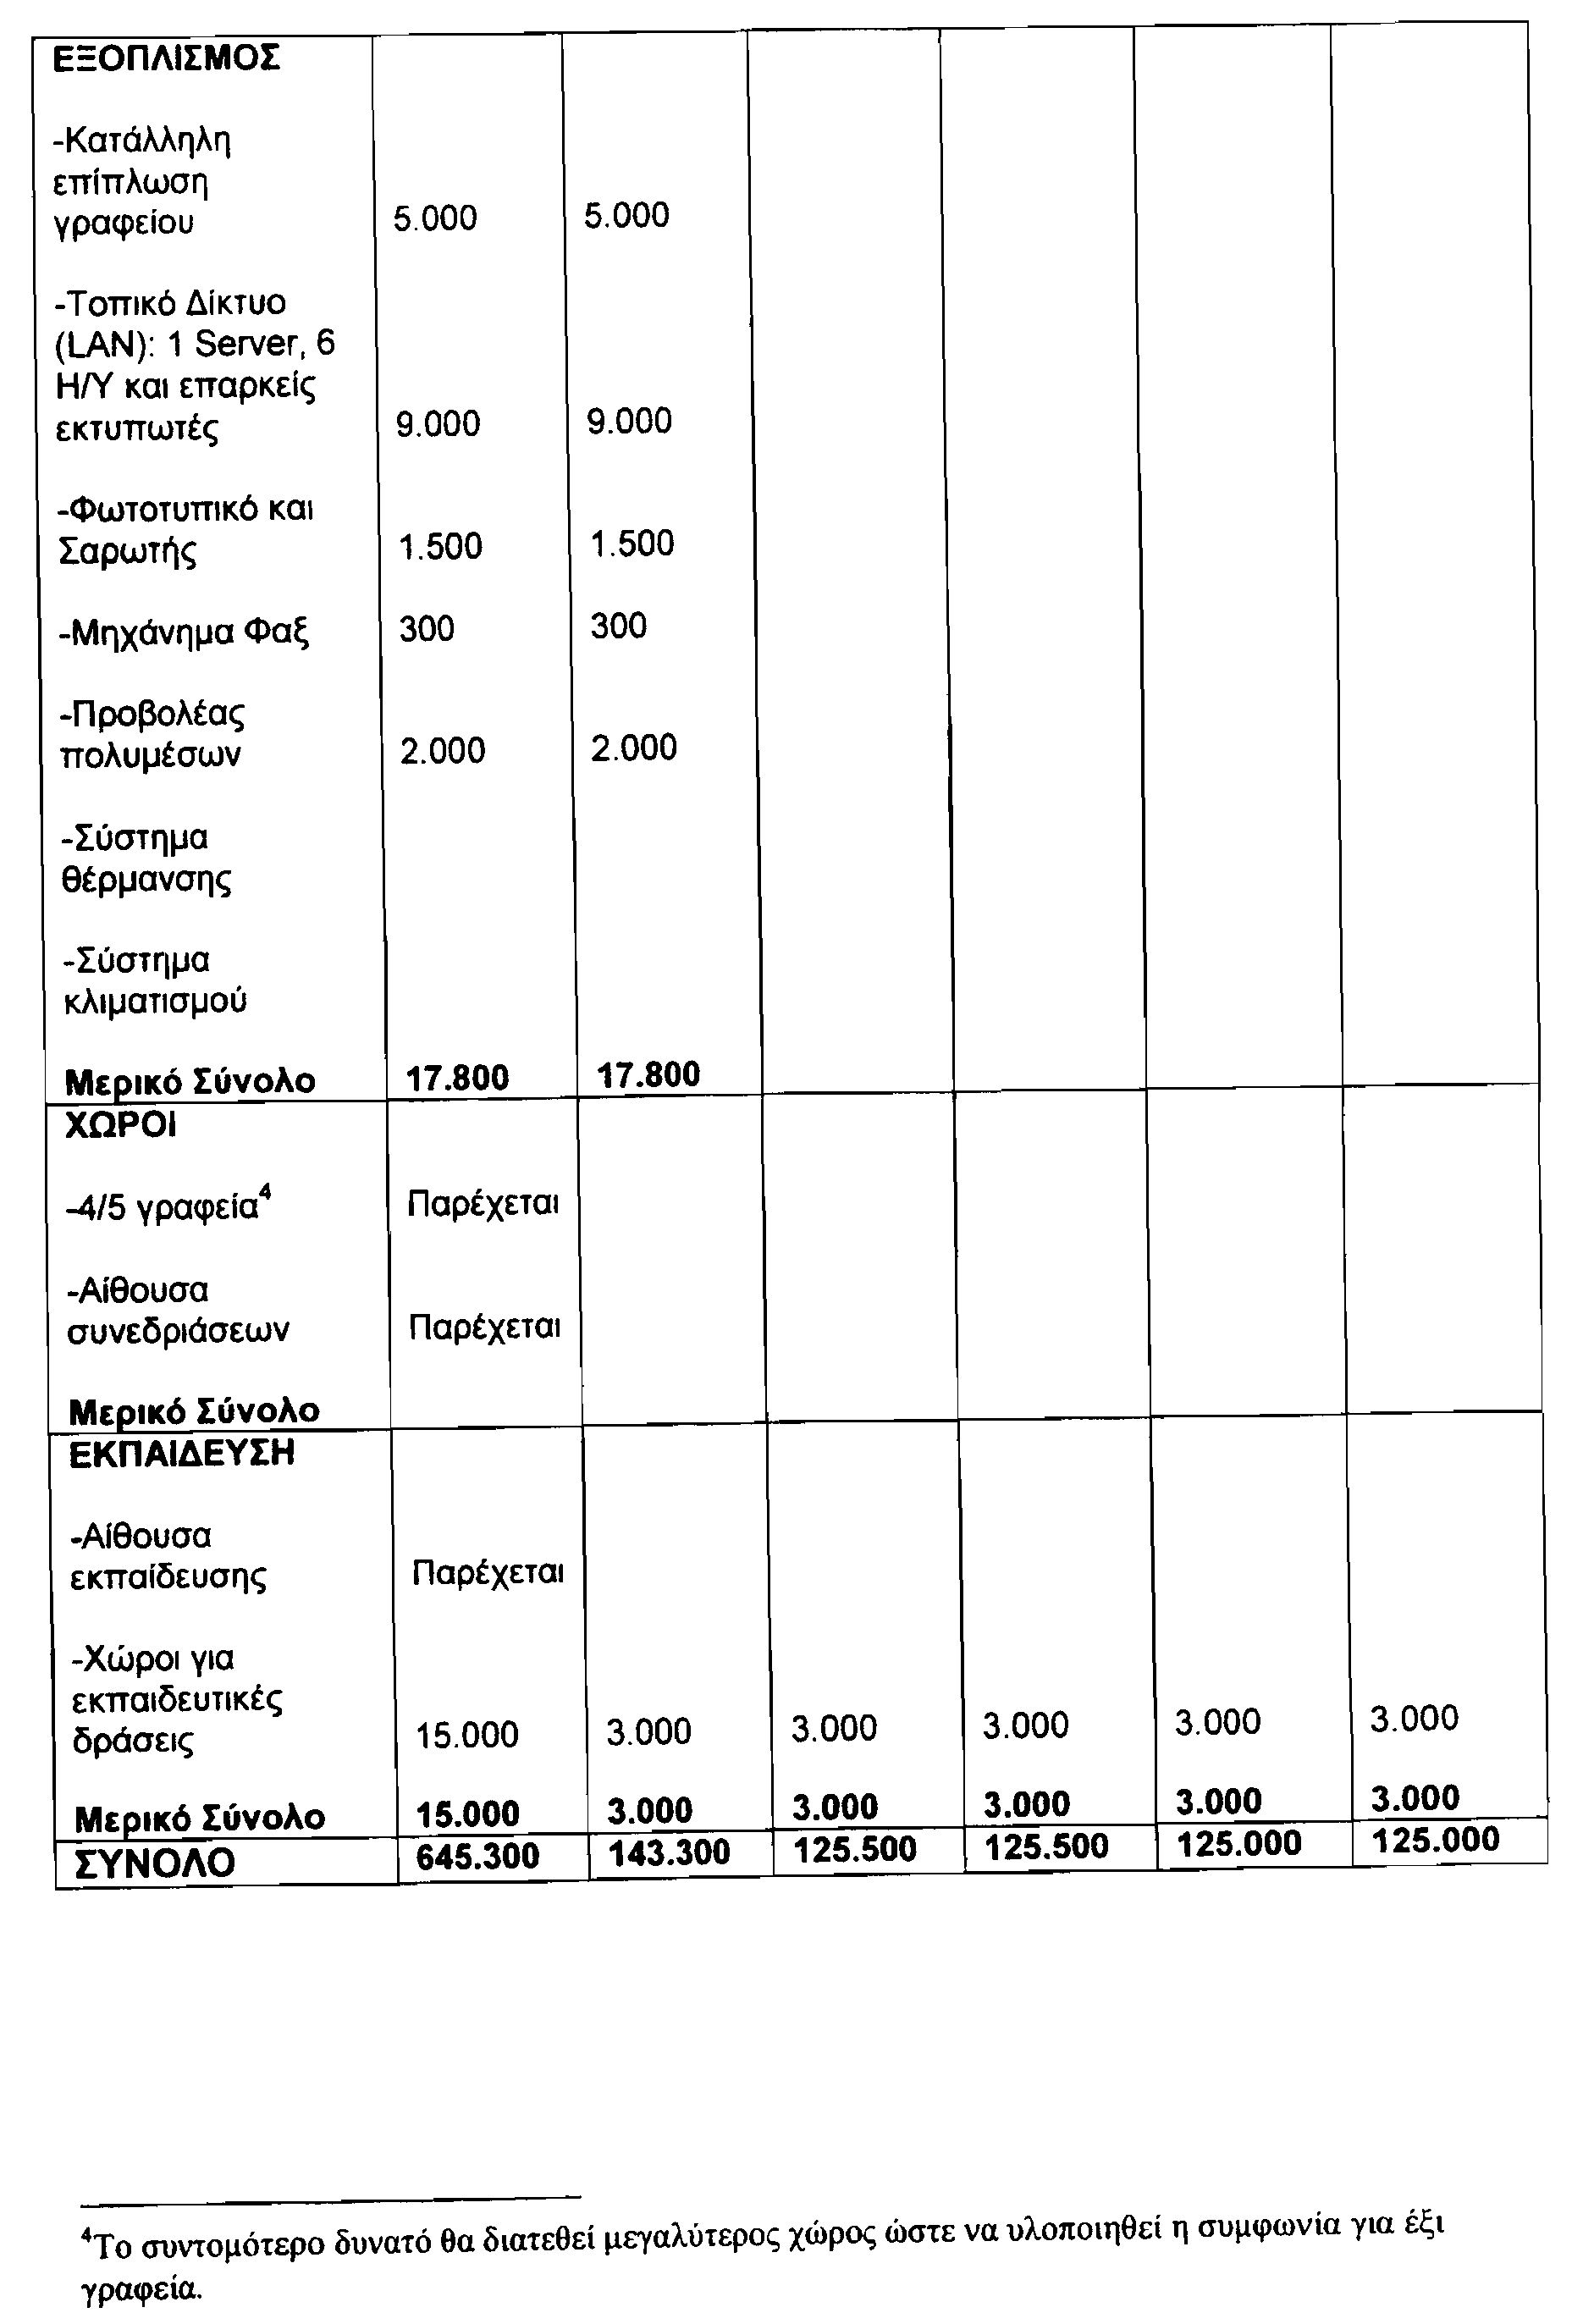 ΕΞΟΠΛΙΣΜΟΣ
-Κατάλληλη
επίπλωση
γραφείου 5.000 5.000
-Τοπικό Δίκτυο
(LAN): 1 Server, 6
Η/Υ και επαρκείς
εκτυπωτές 9.000 9.000
-Φωτοτυπικό και
Σαρωτής 1.500 1.500
-Μηχάνημα Φαξ 300 300
-Προβολέας
πολυμέσων 2.000 2.000
-Σύστημα
θέρμανσης
-Σύστημα
κλιματισμού
Μερικό Σύνολο 17.800 17.800
ΧΩΡΟΙ
-4/5 γραφεία⁴ Παρέχεται
-Αίθουσα
συνεδριάσεων Παρέχεται
Μερικό Σύνολο
ΕΚΠΑΙΔΕΥΣΗ
-Αίθουσα
εκπαίδευσης Παρέχεται
-Χώροι για
εκπαιδευτικές
δράσεις 15.000 3.000 3.000 3.000 3.000 3.000
Μερικό Σύνολο 15.000 3.000 3.000 3.000 3.000 3.000
ΣΥΝΟΛΟ 645.300 143.300 125.500 125.500 125.000 125.000
⁴Το συντομότερο δυνατό θα διατεθεί μεγαλύτερος χώρος ώστε να υλοποιηθεί η συμφωνία για έξι
γραφεία.